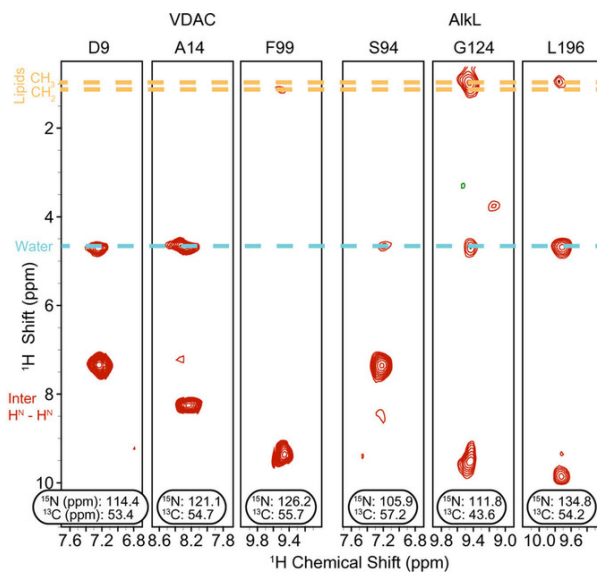 VDAC AlkL
D9 A14 F99 S94 G124 L196
Lipids
CH3
CH2
2
4
Water
6
8
10
¹H Shift (ppm)
Inter
Hᴺ - Hᴺ
¹⁵N (ppm): 114.4
¹³C (ppm): 53.4
¹⁵N: 121.1
¹³C: 54.7
¹⁵N: 126.2
¹³C: 55.7
¹⁵N: 105.9
¹³C: 57.2
¹⁵N: 111.8
¹³C: 43.6
¹⁵N: 134.8
¹³C: 54.2
7.6 7.2 6.8 8.6 8.2 7.8 9.8 9.4 7.6 7.2 6.8 9.8 9.4 9.0 10.0 9.6
¹H Chemical Shift (ppm)